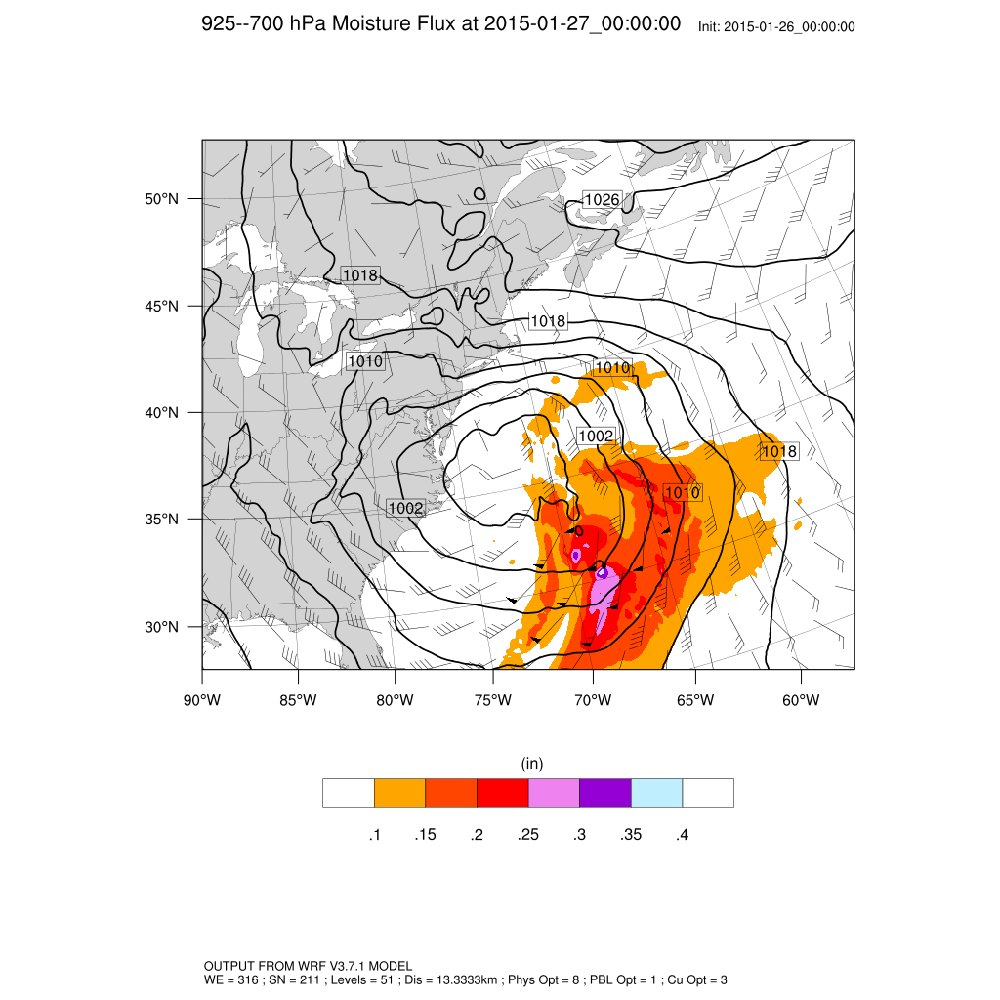 925--700 hPa Moisture Flux at 2015-01-27_00:00:00 Init: 2015-01-26_00:00:00
1026
50°N
1018
45°N
1018
1010
1010
40°N
1002
1018
1010
1002
35°N
30°N
90°W 85°W 80°W 75°W 70°W 65°W 60°W
(in)
.1 .15 .2 .25 .3 .35 .4
OUTPUT FROM WRF V3.7.1 MODEL
WE = 316 ; SN = 211 ; Levels = 51 ; Dis = 13.3333km ; Phys Opt = 8 ; PBL Opt = 1 ; Cu Opt = 3